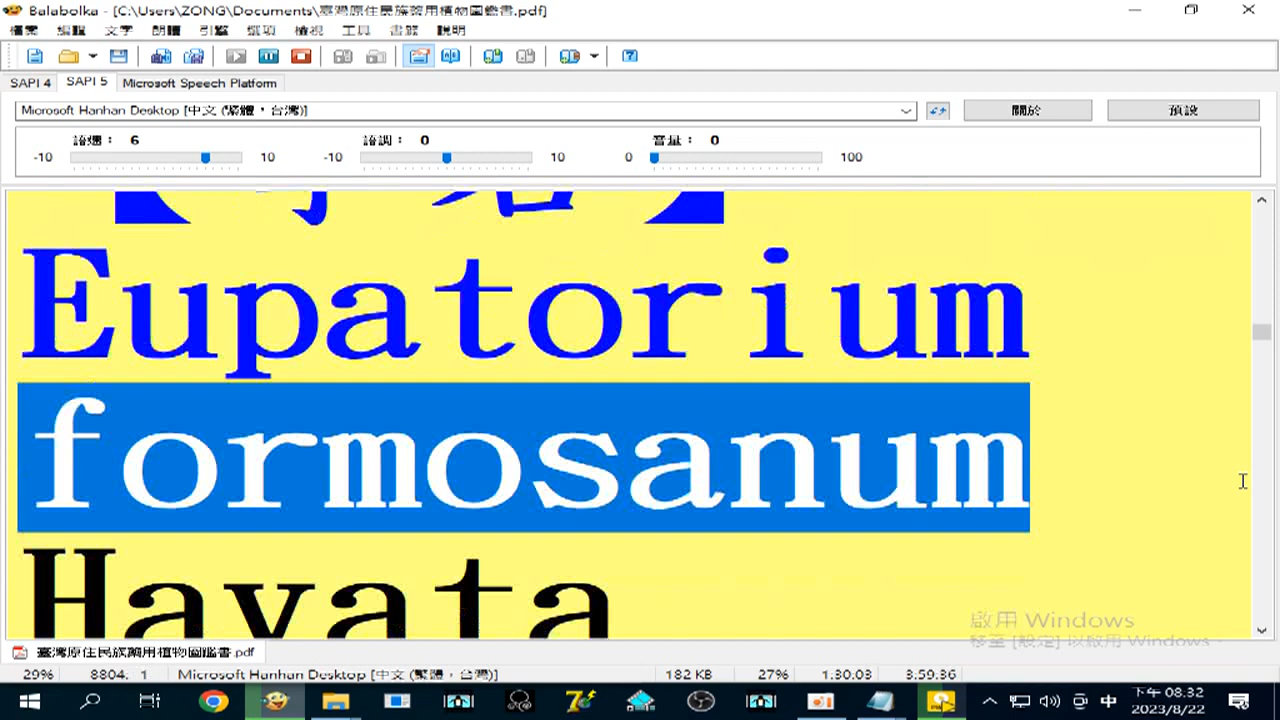 Balabolka - [C:\Users\ZONG\Documents\臺灣原住民族藥用植物圖鑑書.pdf]
檔案 編輯 文字 朗讀 引擎 選項 檢視 工具 書籤 說明
SAPI 4 SAPI 5 Microsoft Speech Platform
Microsoft Hanhan Desktop [中文 (繁體，台灣)] 關於 預設
語速： 6 語調： 0 音量： 0
-10 10 -10 10 0 100
Eupatorium
formosanum
Hayata
啟用 Windows
移至 [設定] 以啟用 Windows。
臺灣原住民族藥用植物圖鑑書.pdf
29% 8804: 1 Microsoft Hanhan Desktop [中文 (繁體，台灣)] 182 KB 27% 1:30:03 3:59:36
中 下午 08:32
2023/8/22